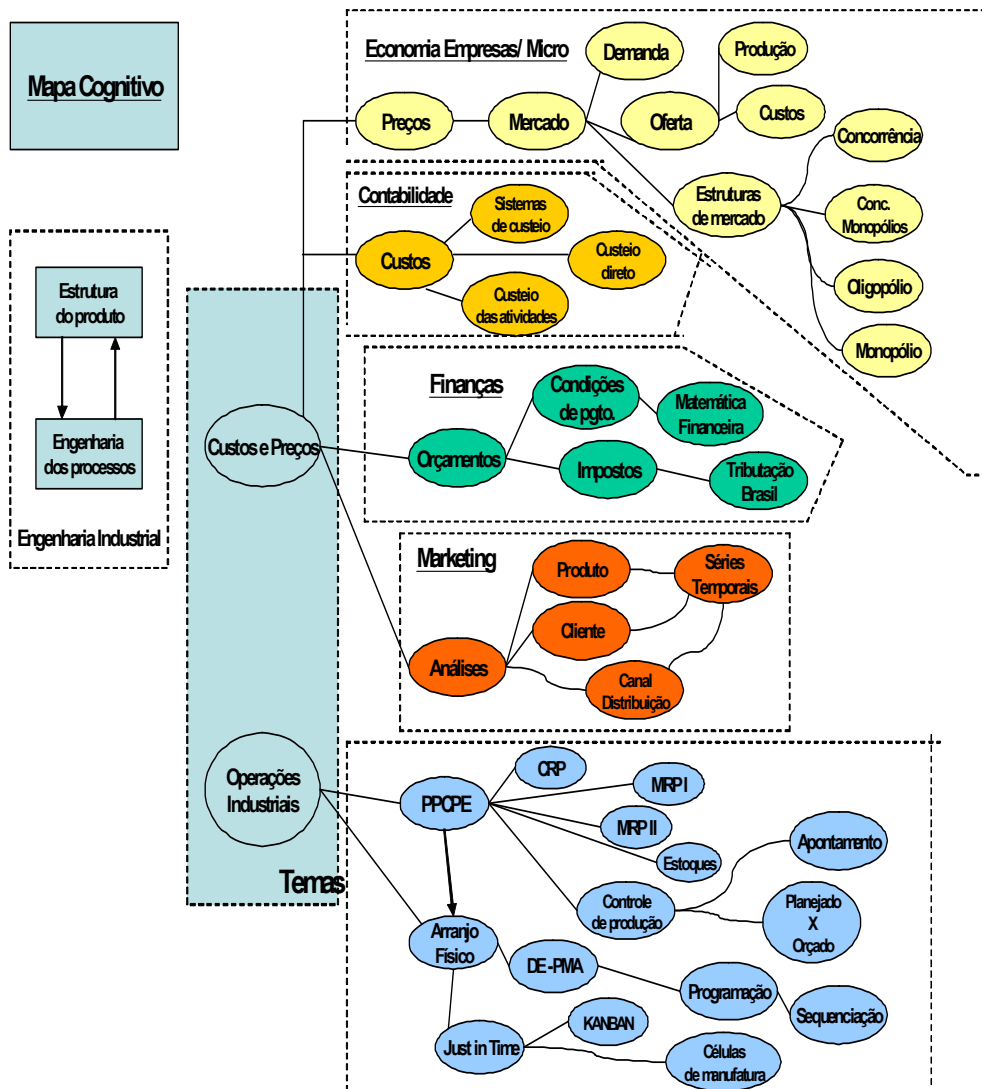 Mapa Cognitivo
Economia Empresas/ Micro
Demanda
Produção
Preços
Mercado
Oferta
Custos
Concorrência
Estruturas
de mercado
Conc.
Monopólios
Oligopólio
Monopólio
Contabilidade
Sistemas
de custeio
Custos
Custeio
direto
Custeio
das atividades
Estrutura
do produto
Engenharia
dos processos
Engenharia Industrial
Custos e Preços
Finanças
Condições
de pgto.
Matemática
Financeira
Orçamentos
Impostos
Tributação
Brasil
Marketing
Produto
Séries
Temporais
Cliente
Análises
Canal
Distribuição
Operações
Industriais
Temas
PPCPE
CRP
MRP I
MRP II
Estoques
Apontamento
Controle
de produção
Planejado
X
Orçado
Arranjo
Físico
DE -PMA
Programação
Sequenciação
KANBAN
Just in Time
Células
de manufatura